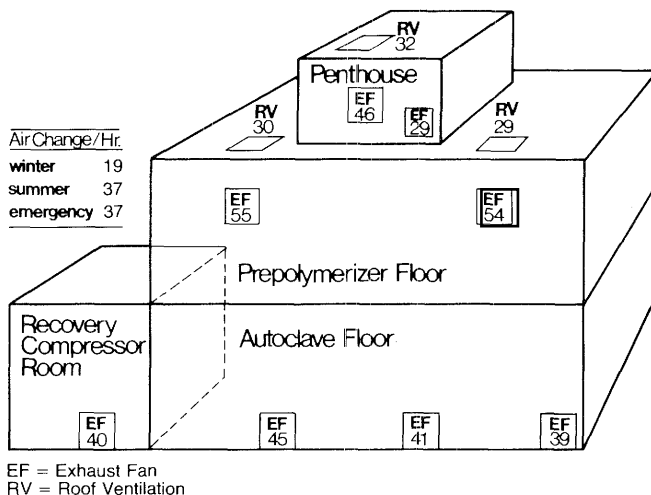 RV
32
Penthouse
EF
46
EF
29
RV
30
RV
29
Air Change/Hr.
winter 19
summer 37
emergency 37
EF
55
EF
54
Prepolymerizer Floor
Recovery
Compressor
Room
Autoclave Floor
EF
40
EF
45
EF
41
EF
39
EF = Exhaust Fan
RV = Roof Ventilation